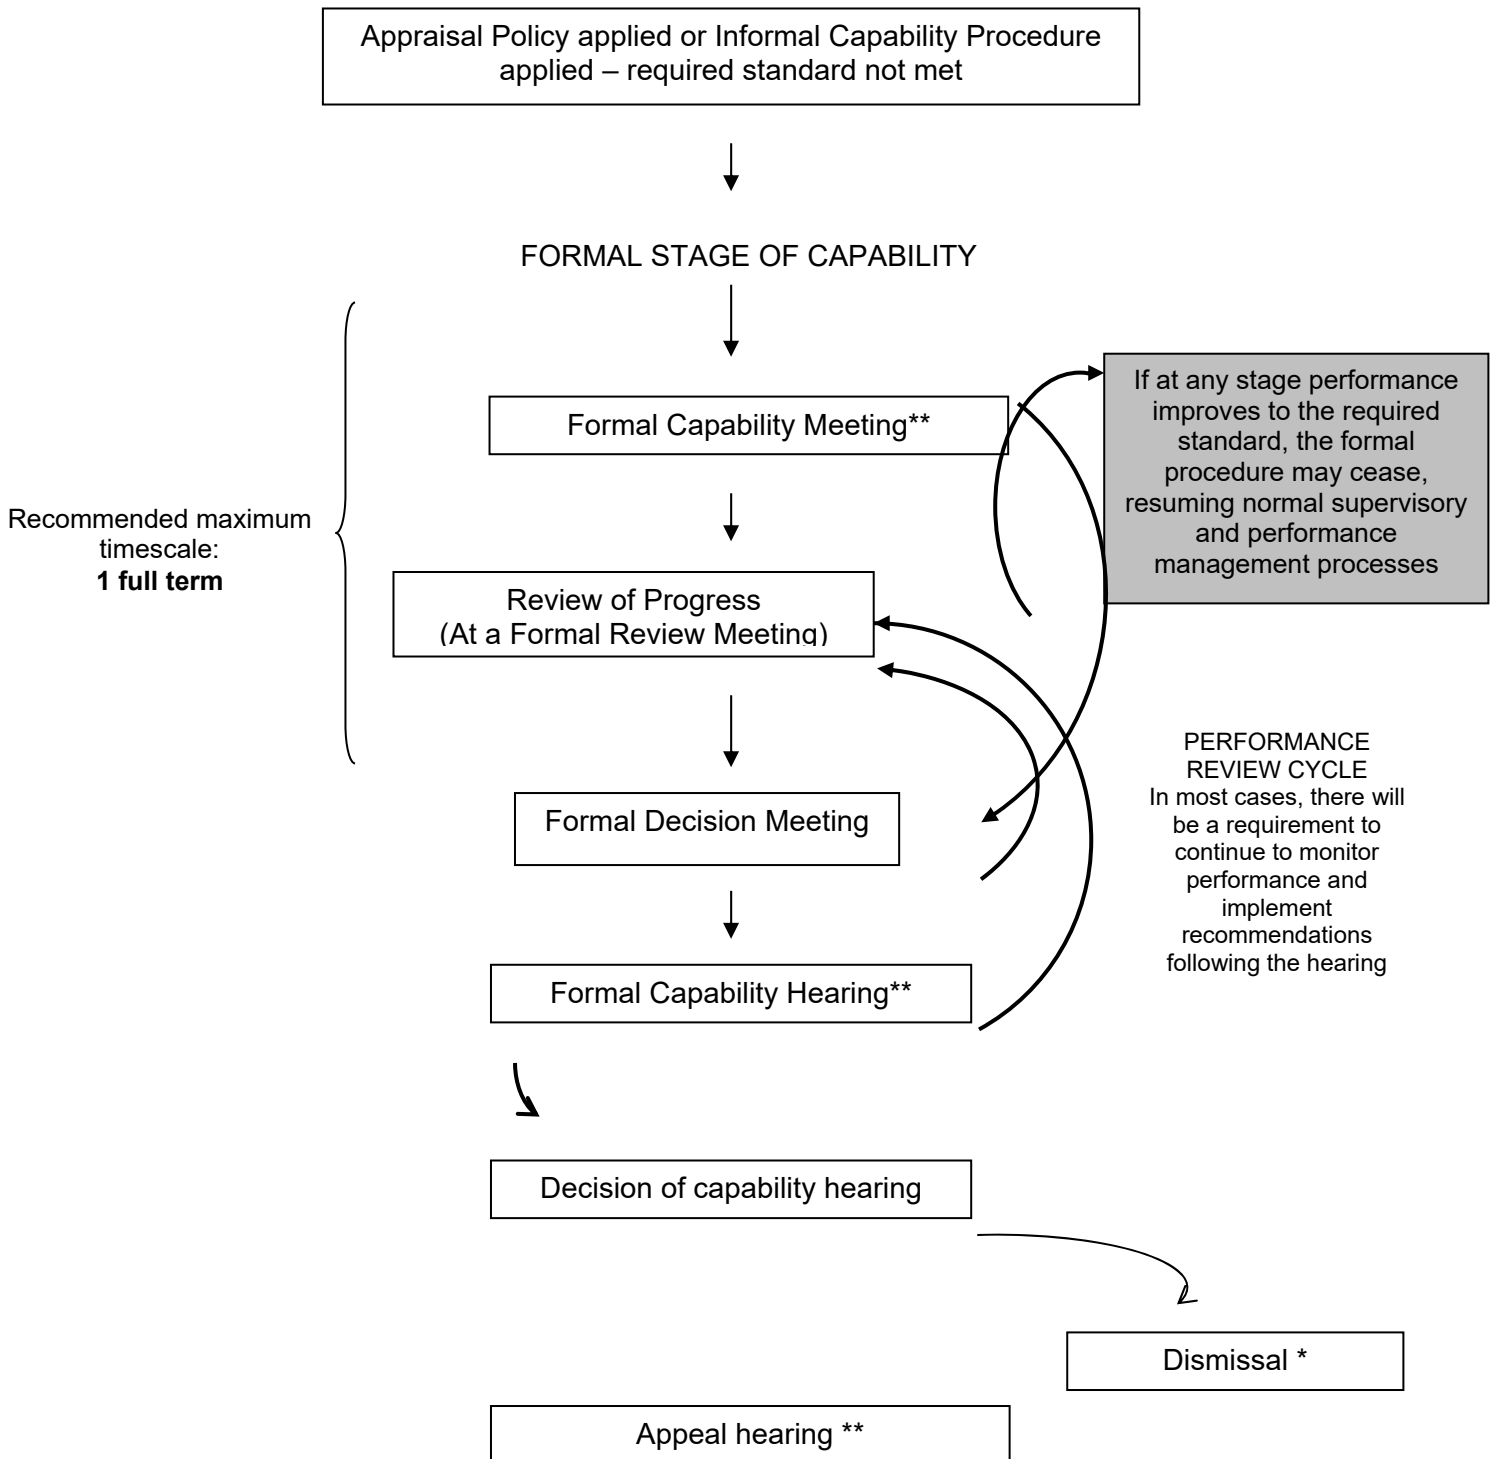 Appraisal Policy applied or Informal Capability Procedure
applied – required standard not met
FORMAL STAGE OF CAPABILITY
Formal Capability Meeting**
If at any stage performance
improves to the required
standard, the formal
procedure may cease,
resuming normal supervisory
and performance
management processes
Recommended maximum
timescale:
1 full term
Review of Progress
(At a Formal Review Meeting)
PERFORMANCE
REVIEW CYCLE
In most cases, there will
be a requirement to
continue to monitor
performance and
implement
recommendations
following the hearing
Formal Decision Meeting
Formal Capability Hearing**
Decision of capability hearing
Dismissal *
Appeal hearing **